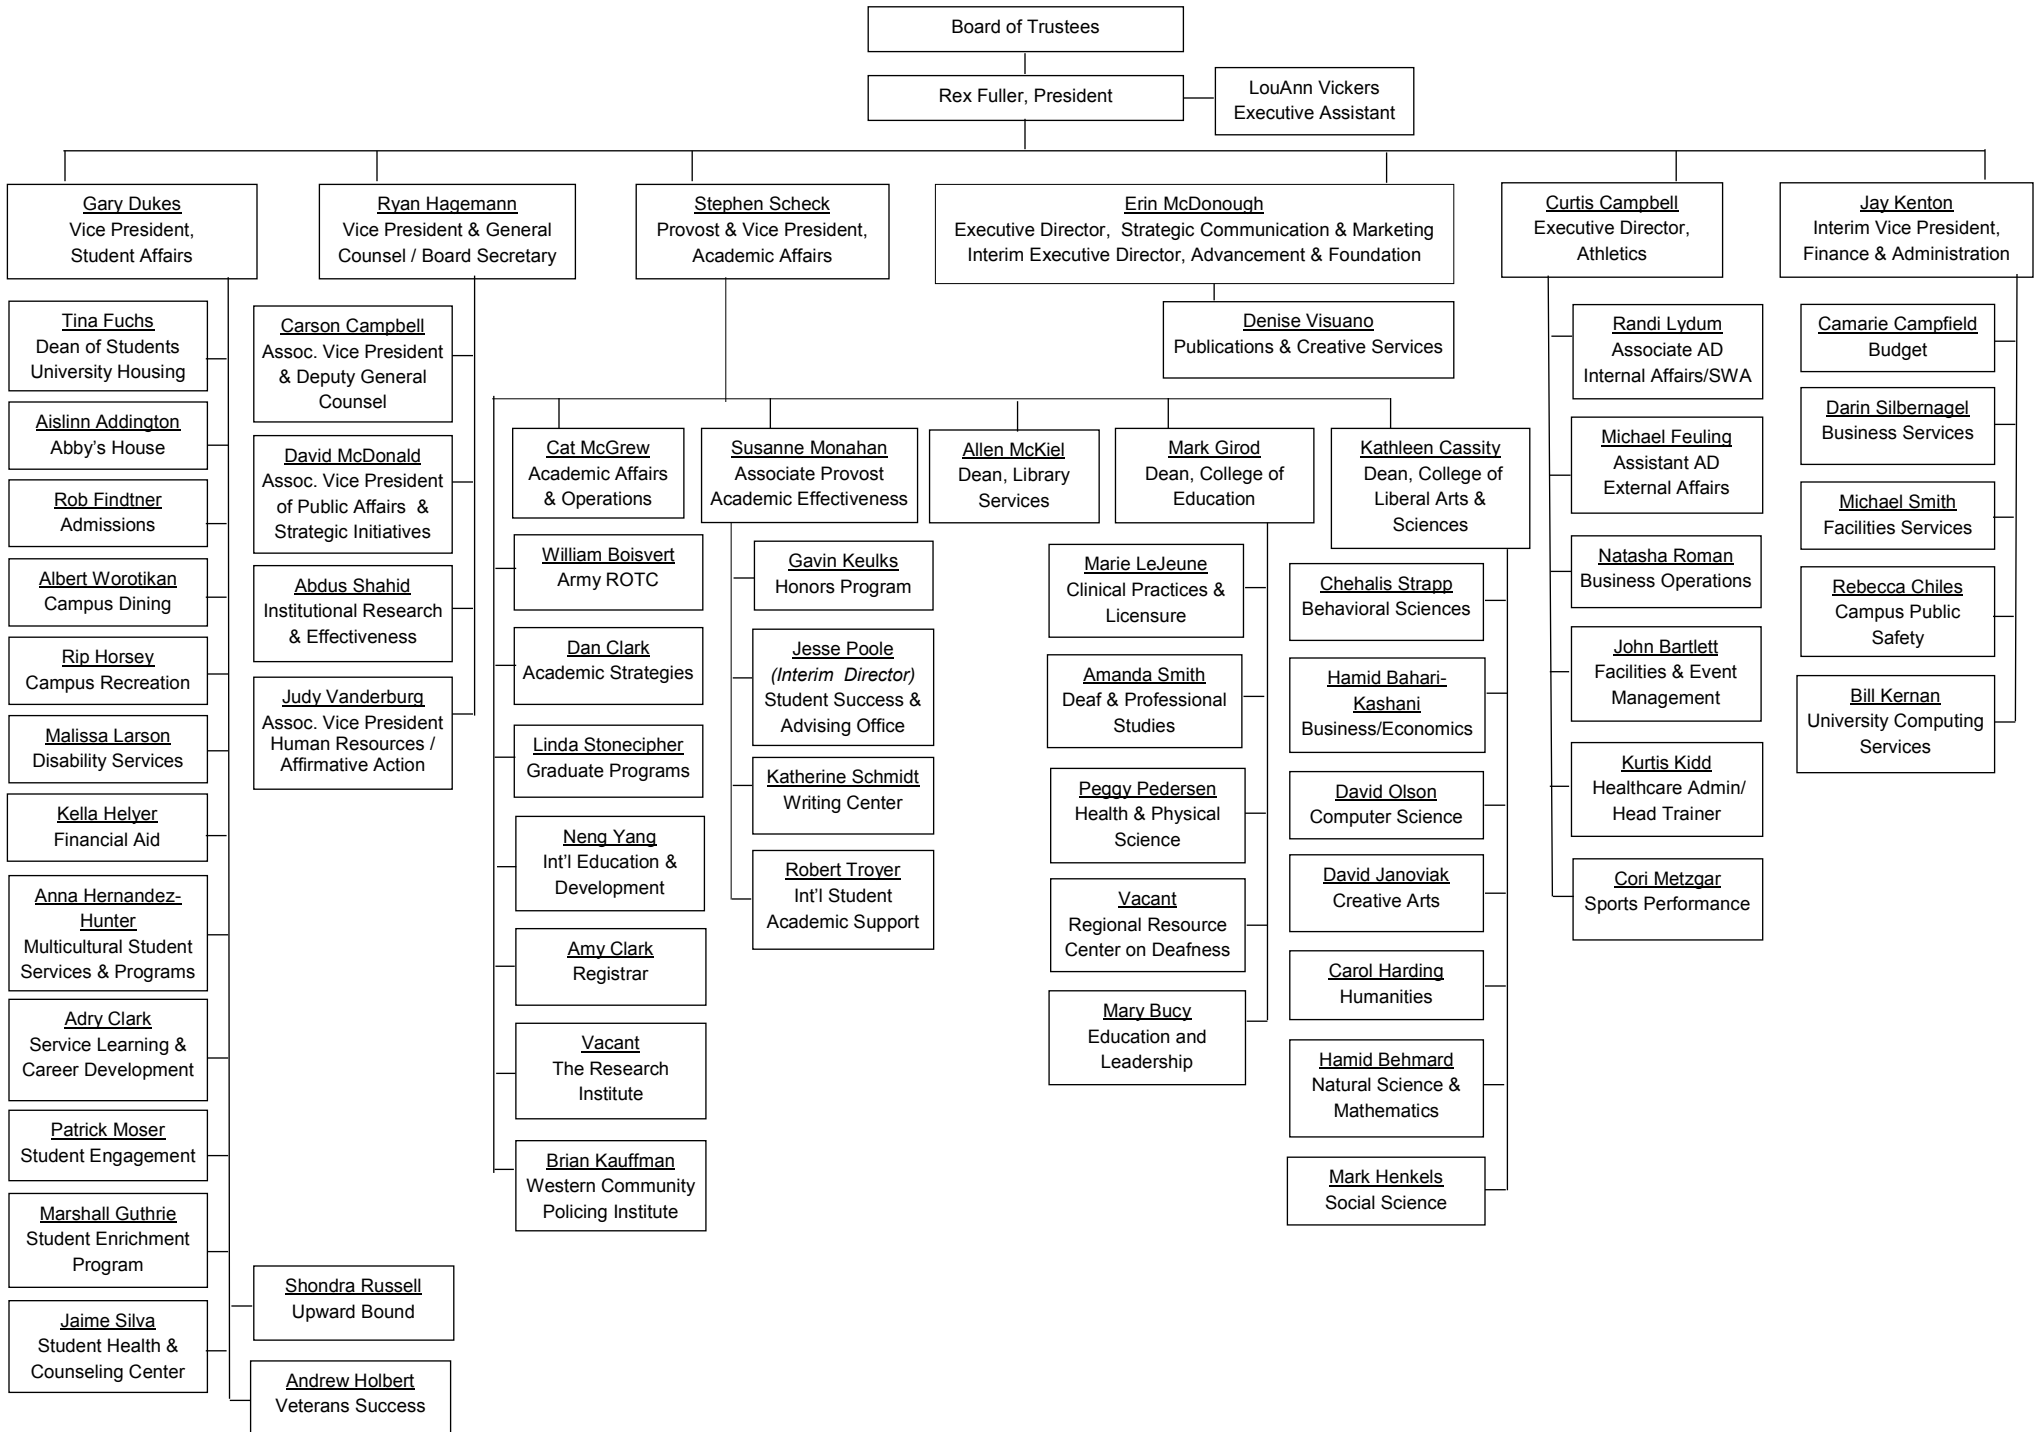 Board of Trustees
Rex Fuller, President
LouAnn Vickers
Executive Assistant
Gary Dukes
Vice President,
Student Affairs
Ryan Hagemann
Vice President & General
Counsel / Board Secretary
Stephen Scheck
Provost & Vice President,
Academic Affairs
Erin McDonough
Executive Director, Strategic Communication & Marketing
Interim Executive Director, Advancement & Foundation
Curtis Campbell
Executive Director,
Athletics
Jay Kenton
Interim Vice President,
Finance & Administration
Tina Fuchs
Dean of Students
University Housing
Aislinn Addington
Abby's House
Rob Findtner
Admissions
Albert Worotikan
Campus Dining
Rip Horsey
Campus Recreation
Malissa Larson
Disability Services
Kella Helyer
Financial Aid
Anna Hernandez-
Hunter
Multicultural Student
Services & Programs
Adry Clark
Service Learning &
Career Development
Patrick Moser
Student Engagement
Marshall Guthrie
Student Enrichment
Program
Jaime Silva
Student Health &
Counseling Center
Shondra Russell
Upward Bound
Andrew Holbert
Veterans Success
Carson Campbell
Assoc. Vice President
& Deputy General
Counsel
David McDonald
Assoc. Vice President
of Public Affairs &
Strategic Initiatives
Abdus Shahid
Institutional Research
& Effectiveness
Judy Vanderburg
Assoc. Vice President
Human Resources /
Affirmative Action
Cat McGrew
Academic Affairs
& Operations
William Boisvert
Army ROTC
Dan Clark
Academic Strategies
Linda Stonecipher
Graduate Programs
Neng Yang
Int'l Education &
Development
Amy Clark
Registrar
Vacant
The Research
Institute
Brian Kauffman
Western Community
Policing Institute
Susanne Monahan
Associate Provost
Academic Effectiveness
Gavin Keulks
Honors Program
Jesse Poole
(Interim Director)
Student Success &
Advising Office
Katherine Schmidt
Writing Center
Robert Troyer
Int'l Student
Academic Support
Allen McKiel
Dean, Library
Services
Mark Girod
Dean, College of
Education
Marie LeJeune
Clinical Practices &
Licensure
Amanda Smith
Deaf & Professional
Studies
Peggy Pedersen
Health & Physical
Science
Vacant
Regional Resource
Center on Deafness
Mary Bucy
Education and
Leadership
Kathleen Cassity
Dean, College of
Liberal Arts &
Sciences
Chehalis Strapp
Behavioral Sciences
Hamid Bahari-
Kashani
Business/Economics
David Olson
Computer Science
David Janoviak
Creative Arts
Carol Harding
Humanities
Hamid Behmard
Natural Science &
Mathematics
Mark Henkels
Social Science
Denise Visuano
Publications & Creative Services
Randi Lydum
Associate AD
Internal Affairs/SWA
Michael Feuling
Assistant AD
External Affairs
Natasha Roman
Business Operations
John Bartlett
Facilities & Event
Management
Kurtis Kidd
Healthcare Admin/
Head Trainer
Cori Metzgar
Sports Performance
Camarie Campfield
Budget
Darin Silbernagel
Business Services
Michael Smith
Facilities Services
Rebecca Chiles
Campus Public
Safety
Bill Kernan
University Computing
Services